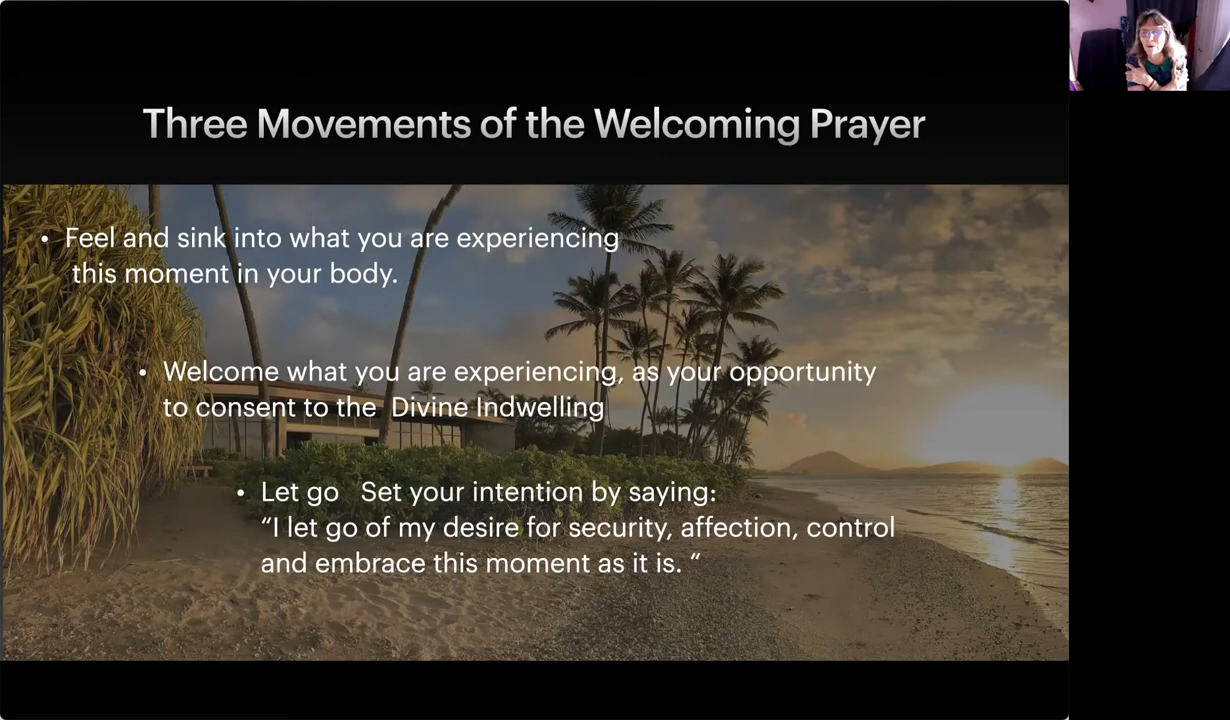 Three Movements of the Welcoming Prayer
• Feel and sink into what you are experiencing
this moment in your body.
• Welcome what you are experiencing, as your opportunity
to consent to the  Divine Indwelling
• Let go   Set your intention by saying:
“I let go of my desire for security, affection, control
and embrace this moment as it is. “